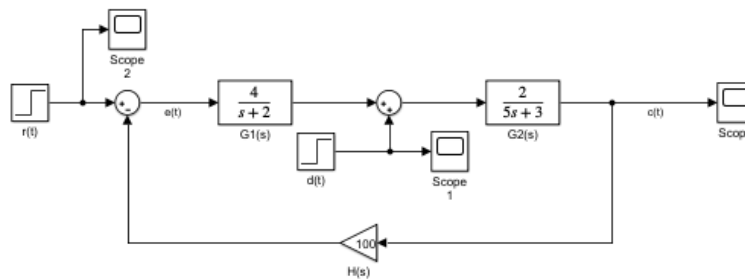 Scope
2
r(t)
+
-
e(t)
4
s + 2
G1(s)
+
+
2
5s + 3
G2(s)
c(t)
Scope
d(t)
Scope
1
100
H(s)